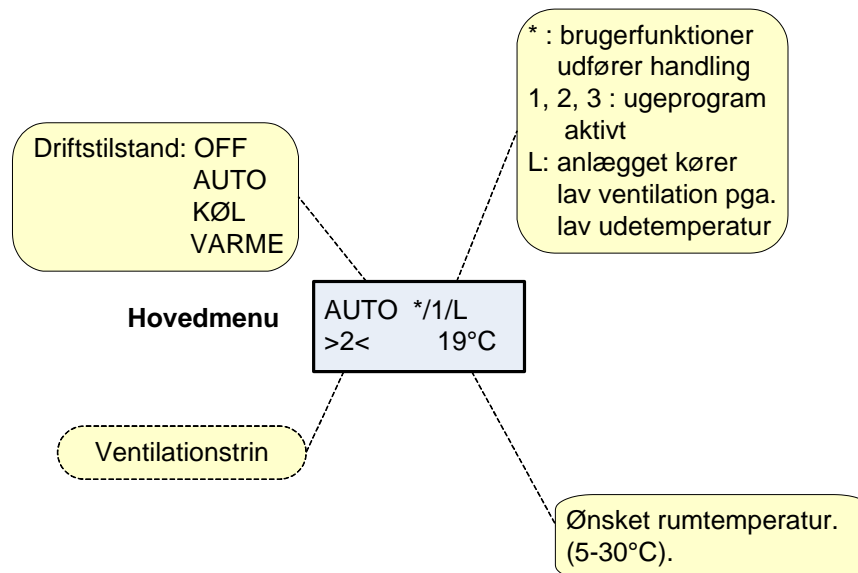 * : brugerfunktioner
udfører handling
1, 2, 3 : ugeprogram
aktivt
L: anlægget kører
lav ventilation pga.
lav udetemperatur
Driftstilstand: OFF
AUTO
KØL
VARME
Hovedmenu
AUTO */1/L
>2< 19°C
Ventilationstrin
Ønsket rumtemperatur.
(5-30°C).